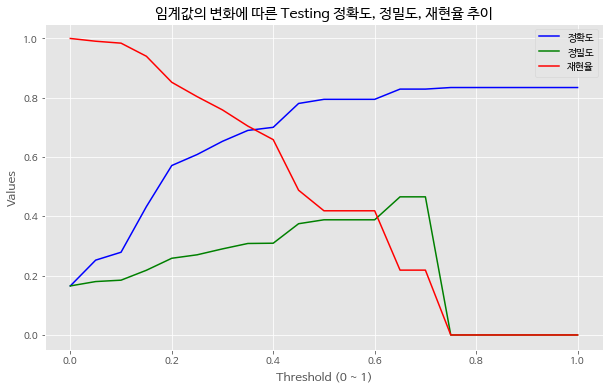 임계값의 변화에 따른 Testing 정확도, 정밀도, 재현율 추이
정확도
정밀도
재현율
1.0
0.8
0.6
0.4
0.2
0.0
Values
0.0 0.2 0.4 0.6 0.8 1.0
Threshold (0 ~ 1)